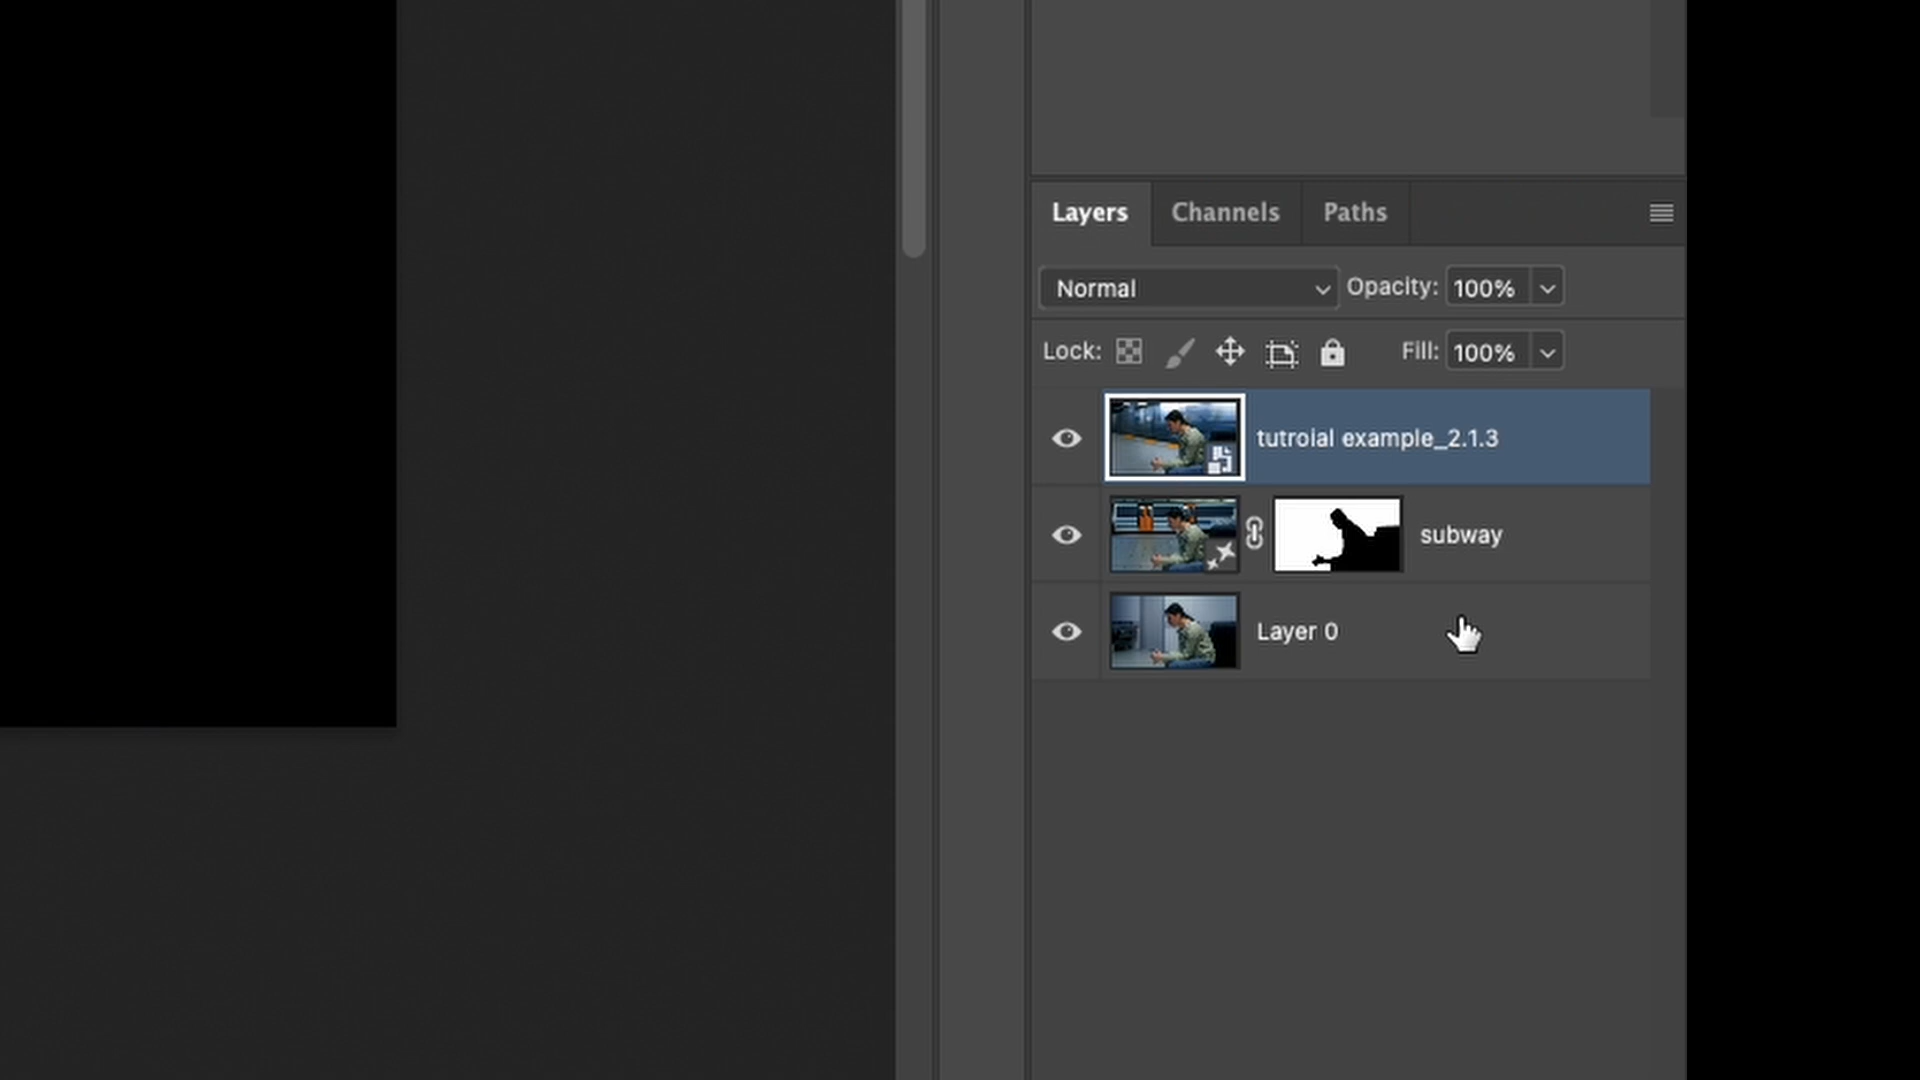 Layers Channels Paths
Normal Opacity: 100%
Lock: Fill: 100%
tutroial example_2.1.3
subway
Layer 0